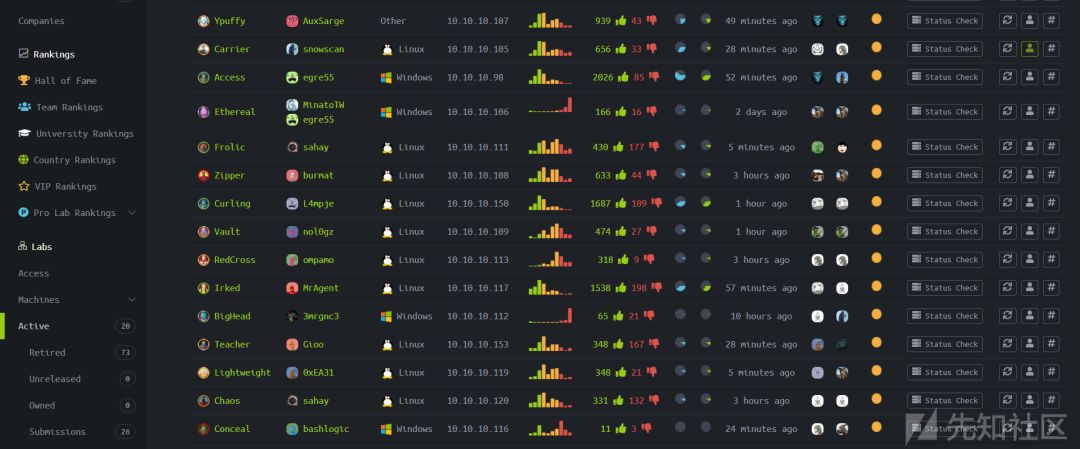 Companies
Rankings
Hall of Fame
Team Rankings
University Rankings
Country Rankings
VIP Rankings
Pro Lab Rankings
Labs
Access
Machines
Active 20
Retired 73
Unreleased 0
Owned 0
Submissions 26
Ypuffy AuxSarge Other 10.10.10.107 939 43 49 minutes ago Status Check
Carrier snowscan Linux 10.10.10.105 656 33 28 minutes ago Status Check
Access egre55 Windows 10.10.10.98 2026 85 52 minutes ago Status Check
Ethereal MinatoTW egre55 Windows 10.10.10.106 166 16 2 days ago Status Check
Frolic sahay Linux 10.10.10.111 430 177 5 minutes ago Status Check
Zipper burmat Linux 10.10.10.108 633 44 3 hours ago Status Check
Curling L4mpje Linux 10.10.10.150 1687 109 1 hour ago Status Check
Vault nol0gz Linux 10.10.10.109 474 27 1 hour ago Status Check
RedCross ompamo Linux 10.10.10.113 318 9 3 hours ago Status Check
Irked MrAgent Linux 10.10.10.117 1538 198 57 minutes ago Status Check
BigHead 3mrgnc3 Windows 10.10.10.112 65 21 10 hours ago Status Check
Teacher Gioo Linux 10.10.10.153 348 167 28 minutes ago Status Check
Lightweight 0xEA31 Linux 10.10.10.119 348 21 5 minutes ago Status Check
Chaos sahay Linux 10.10.10.120 331 132 3 hours ago Status Check
Conceal bashlogic Windows 10.10.10.116 11 3 24 minutes ago Status Check
先知社区